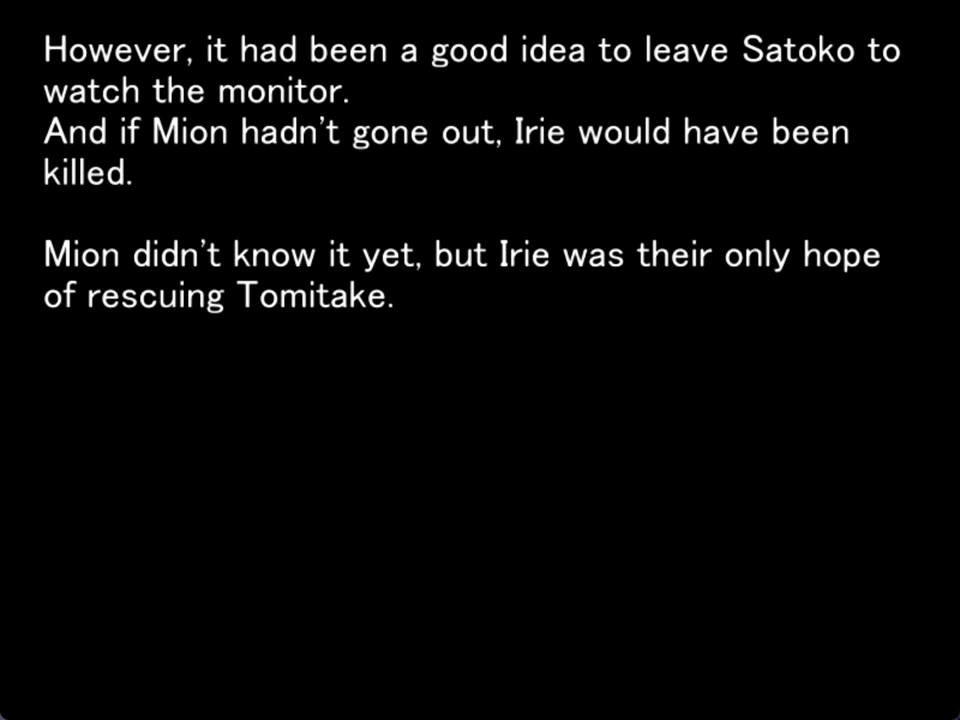 However, it had been a good idea to leave Satoko to
watch the monitor.
And if Mion hadn't gone out, Irie would have been
killed.
Mion didn't know it yet, but Irie was their only hope
of rescuing Tomitake.